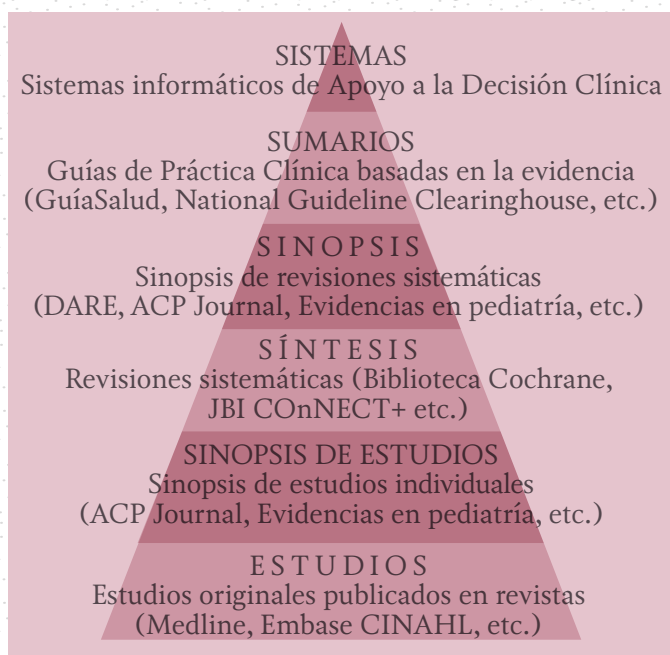 SISTEMAS
Sistemas informáticos de Apoyo a la Decisión Clínica
SUMARIOS
Guías de Práctica Clínica basadas en la evidencia
(GuíaSalud, National Guideline Clearinghouse, etc.)
SINOPSIS
Sinopsis de revisiones sistemáticas
(DARE, ACP Journal, Evidencias en pediatría, etc.)
SÍNTESIS
Revisiones sistemáticas (Biblioteca Cochrane,
JBI COnNECT+ etc.)
SINOPSIS DE ESTUDIOS
Sinopsis de estudios individuales
(ACP Journal, Evidencias en pediatría, etc.)
ESTUDIOS
Estudios originales publicados en revistas
(Medline, Embase CINAHL, etc.)